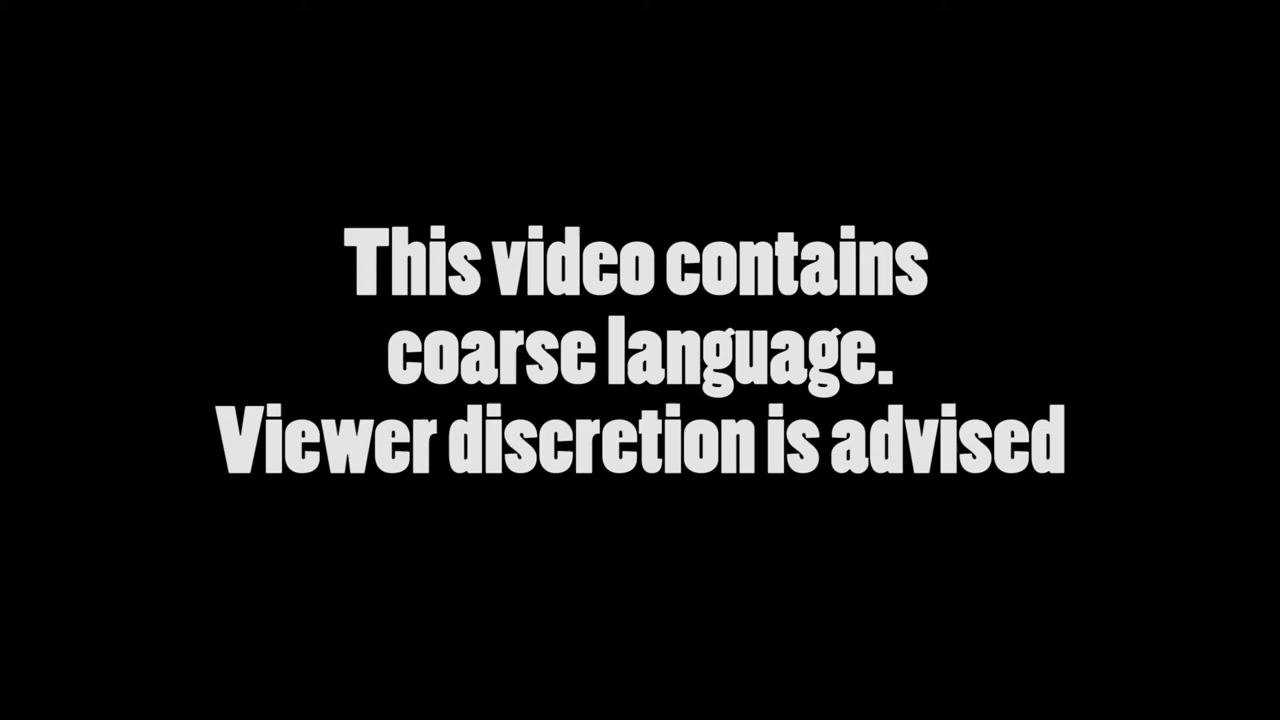 This video contains
coarse language.
Viewer discretion is advised